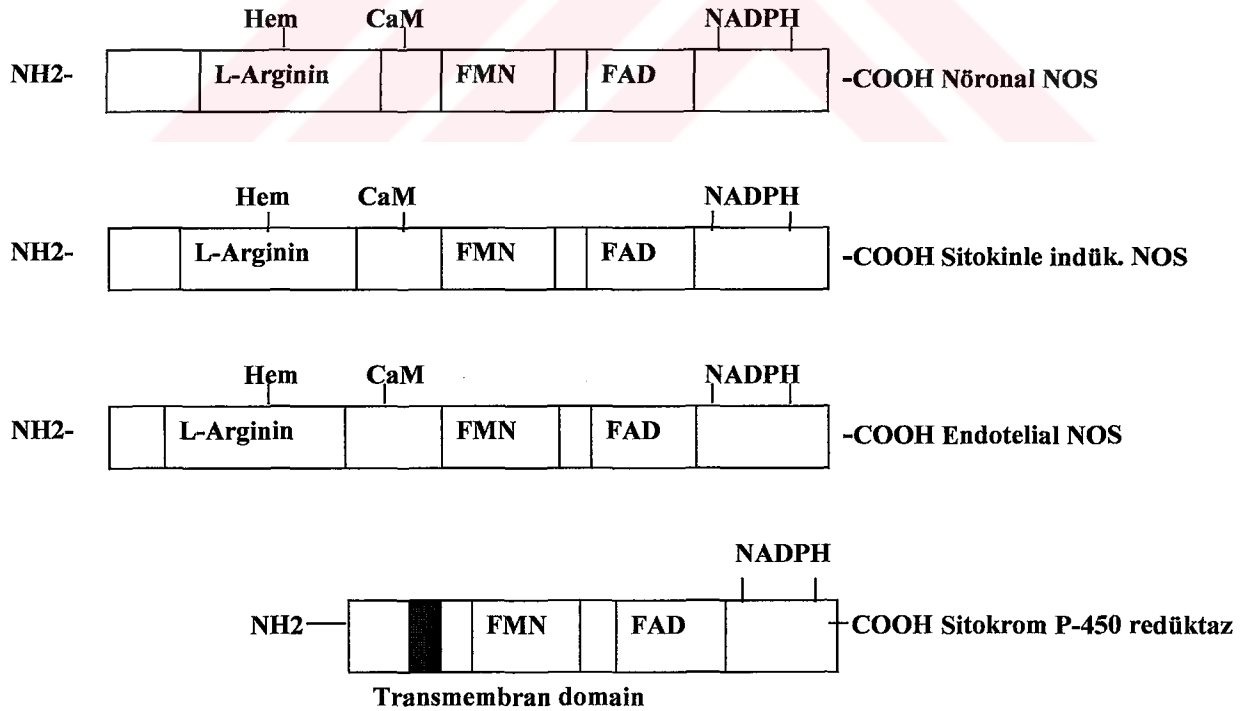 Hem CaM NADPH
NH2- L-Arginin FMN FAD -COOH Nöronal NOS
Hem CaM NADPH
NH2- L-Arginin FMN FAD -COOH Sitokinle indük. NOS
Hem CaM NADPH
NH2- L-Arginin FMN FAD -COOH Endotelial NOS
NADPH
NH2 FMN FAD COOH Sitokrom P-450 redüktaz
Transmembran domain